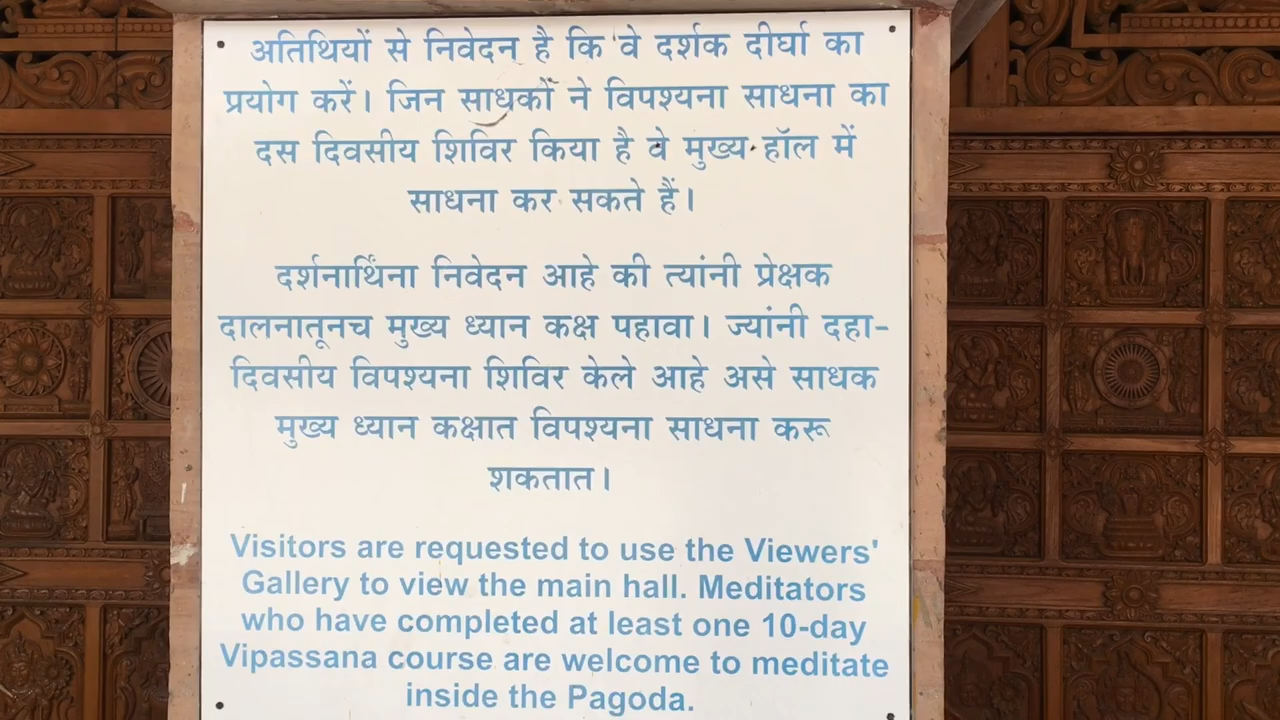 अतिथियों से निवेदन है कि वे दर्शक दीर्घा का
प्रयोग करें। जिन साधकों ने विपश्यना साधना का
दस दिवसीय शिविर किया है वे मुख्य हॉल में
साधना कर सकते हैं।
दर्शनार्थिंना निवेदन आहे की त्यांनी प्रेक्षक
दालनातूनच मुख्य ध्यान कक्ष पहावा। ज्यांनी दहा-
दिवसीय विपश्यना शिविर केले आहे असे साधक
मुख्य ध्यान कक्षात विपश्यना साधना करू
शकतात।
Visitors are requested to use the Viewers'
Gallery to view the main hall. Meditators
who have completed at least one 10-day
Vipassana course are welcome to meditate
inside the Pagoda.